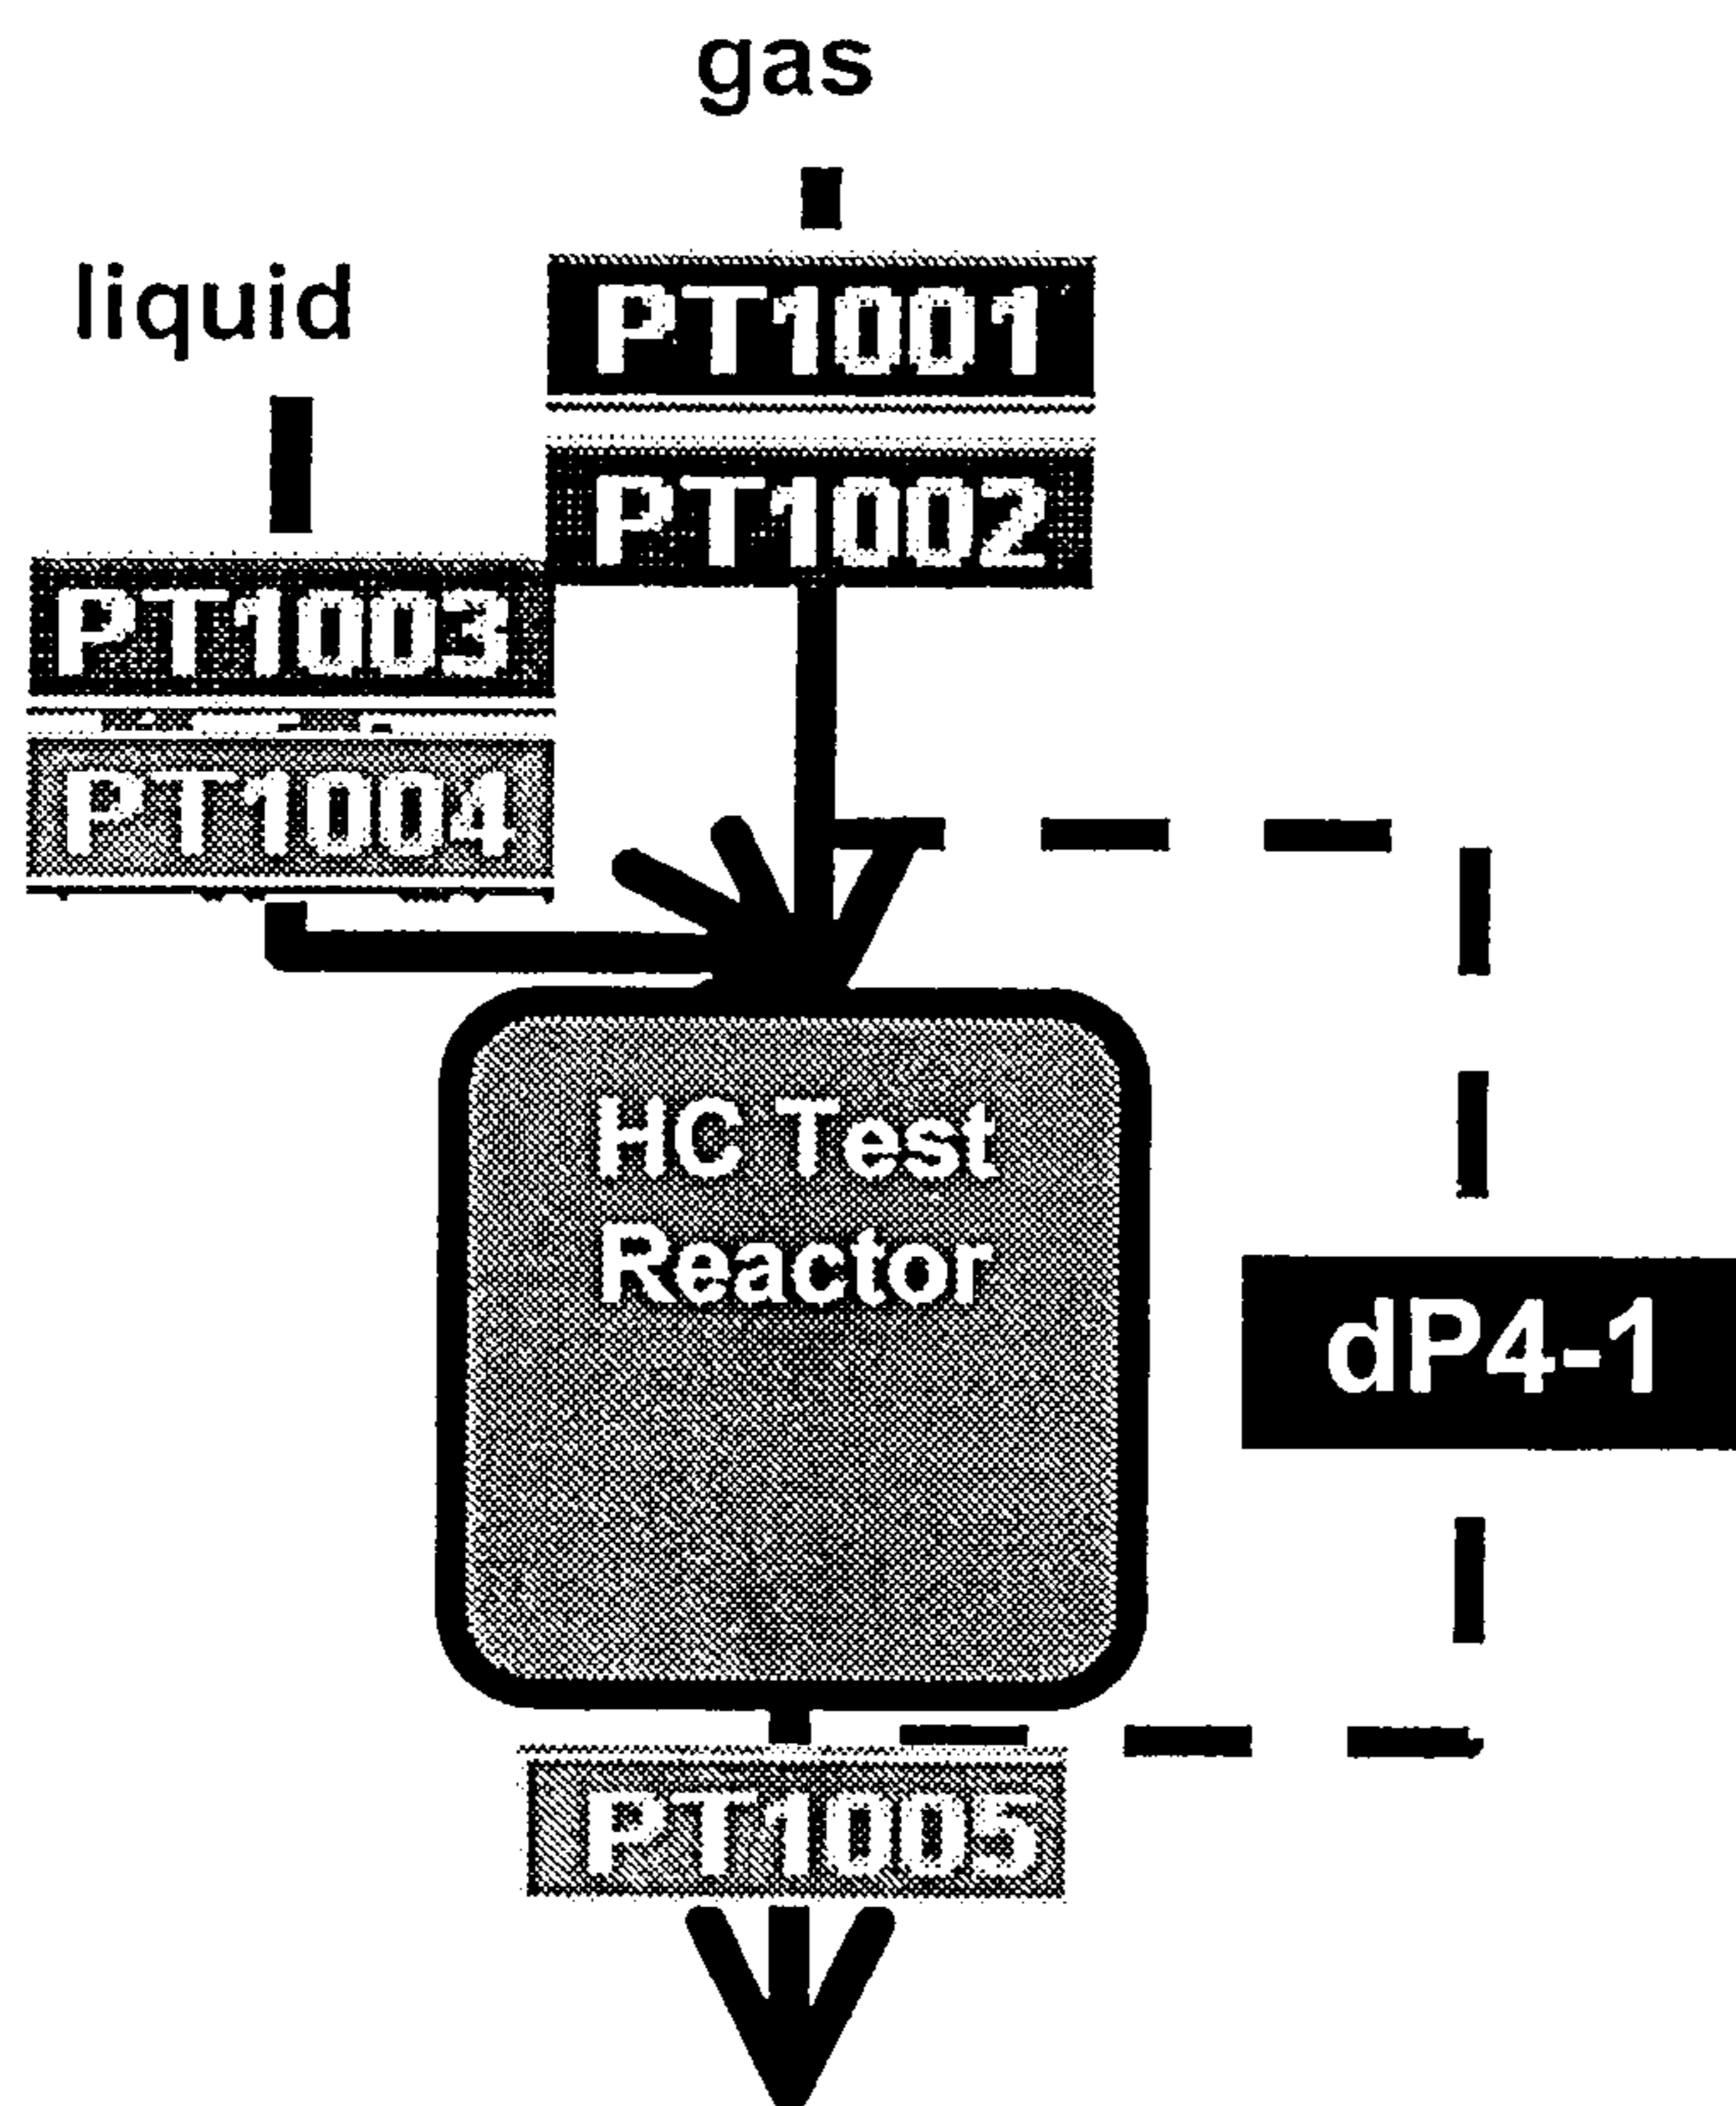 gas
liquid
PT1001
PT1002
PT1003
PT1004
HC Test
Reactor
dP4-1
PT1005